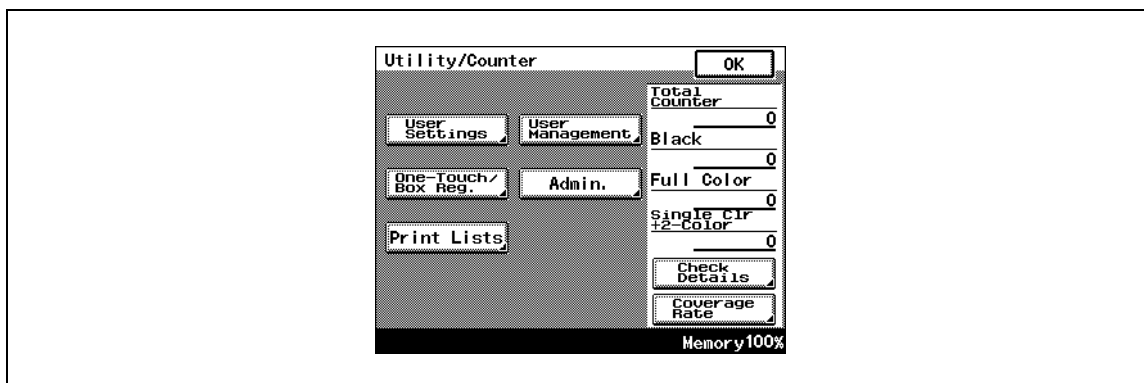 Utility/Counter
OK
User
Settings
User
Management
One-Touch/
Box Reg.
Admin.
Print Lists
Total
Counter
0
Black
0
Full Color
0
Single Clr
+2-Color
0
Check
Details
Coverage
Rate
Memory100%